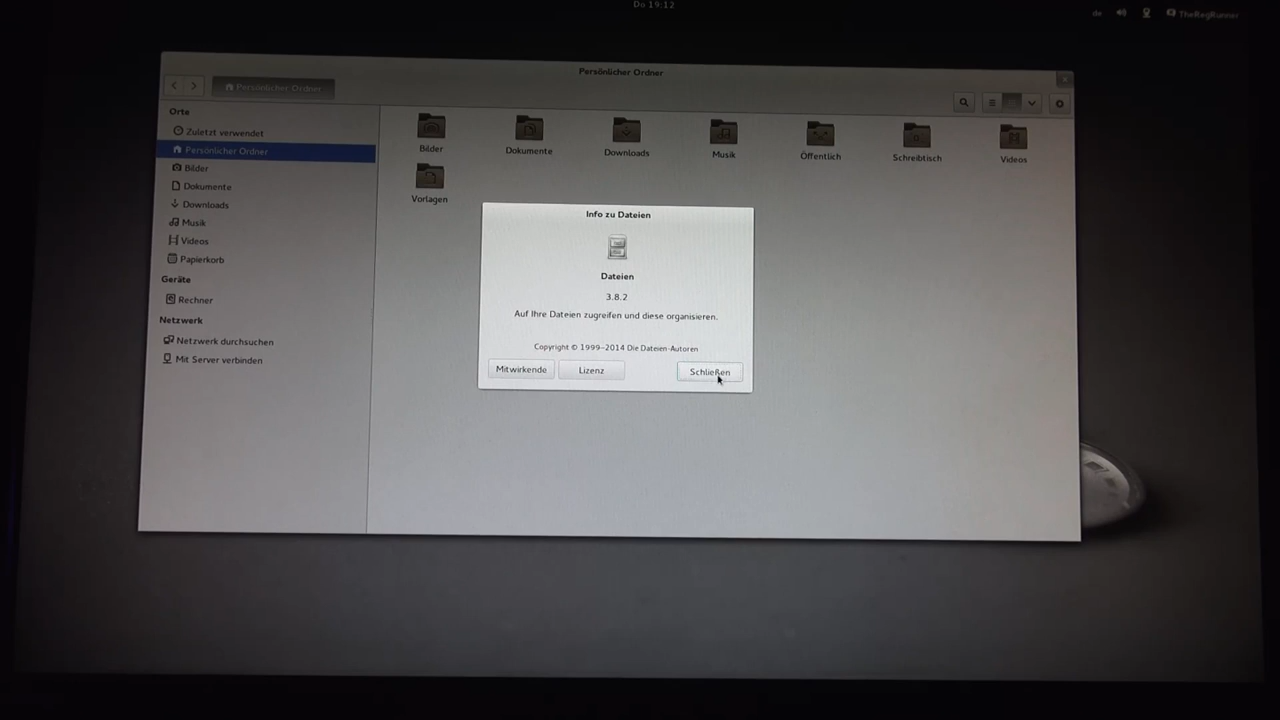 Do 19:12
de
TheRegRunner
Persönlicher Ordner
Persönlicher Ordner
Orte
Zuletzt verwendet
Persönlicher Ordner
Bilder
Dokumente
Downloads
Musik
Videos
Papierkorb
Geräte
Rechner
Netzwerk
Netzwerk durchsuchen
Mit Server verbinden
Bilder
Dokumente
Downloads
Musik
Öffentlich
Schreibtisch
Videos
Vorlagen
Info zu Dateien
Dateien
3.8.2
Auf Ihre Dateien zugreifen und diese organisieren.
Copyright © 1999–2014 Die Dateien-Autoren
Mitwirkende
Lizenz
Schließen